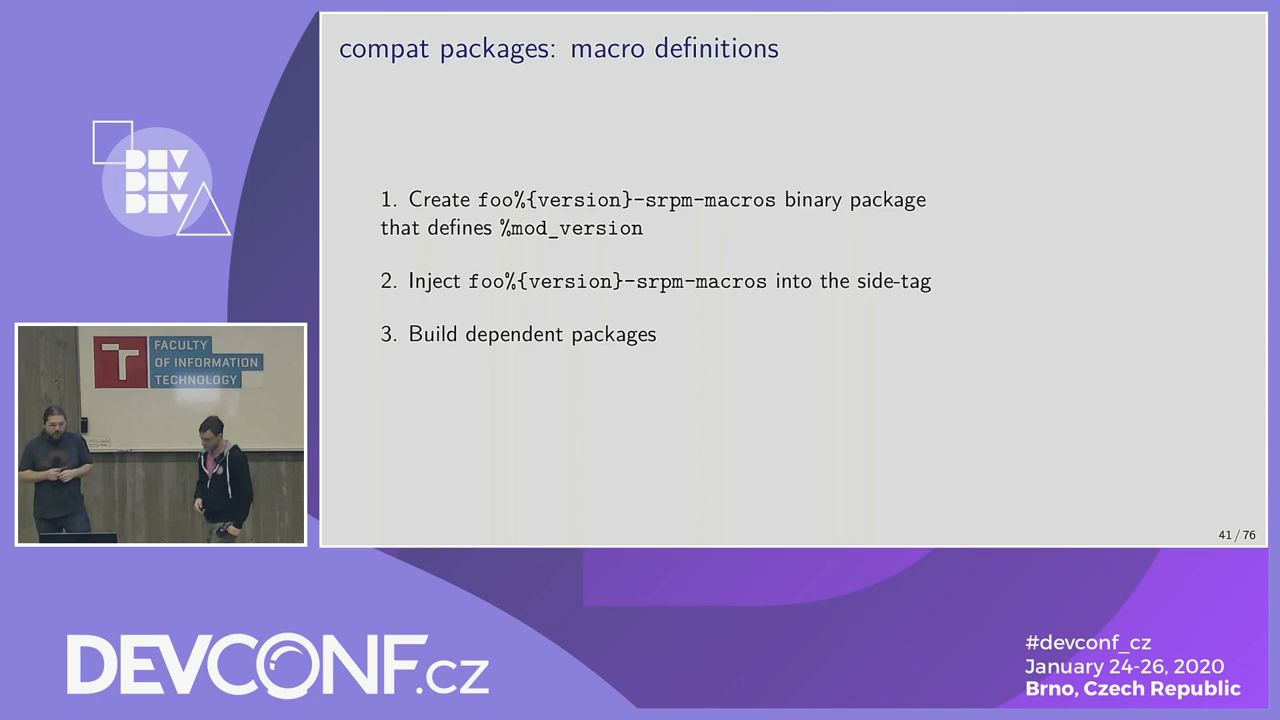 compat packages: macro definitions
1. Create foo%{version}-srpm-macros binary package
that defines %mod_version
2. Inject foo%{version}-srpm-macros into the side-tag
3. Build dependent packages
41 / 76
DEV
DEV
DEV
FACULTY
OF INFORMATION
TECHNOLOGY
DEVCONF.cz
#devconf_cz
January 24-26, 2020
Brno, Czech Republic